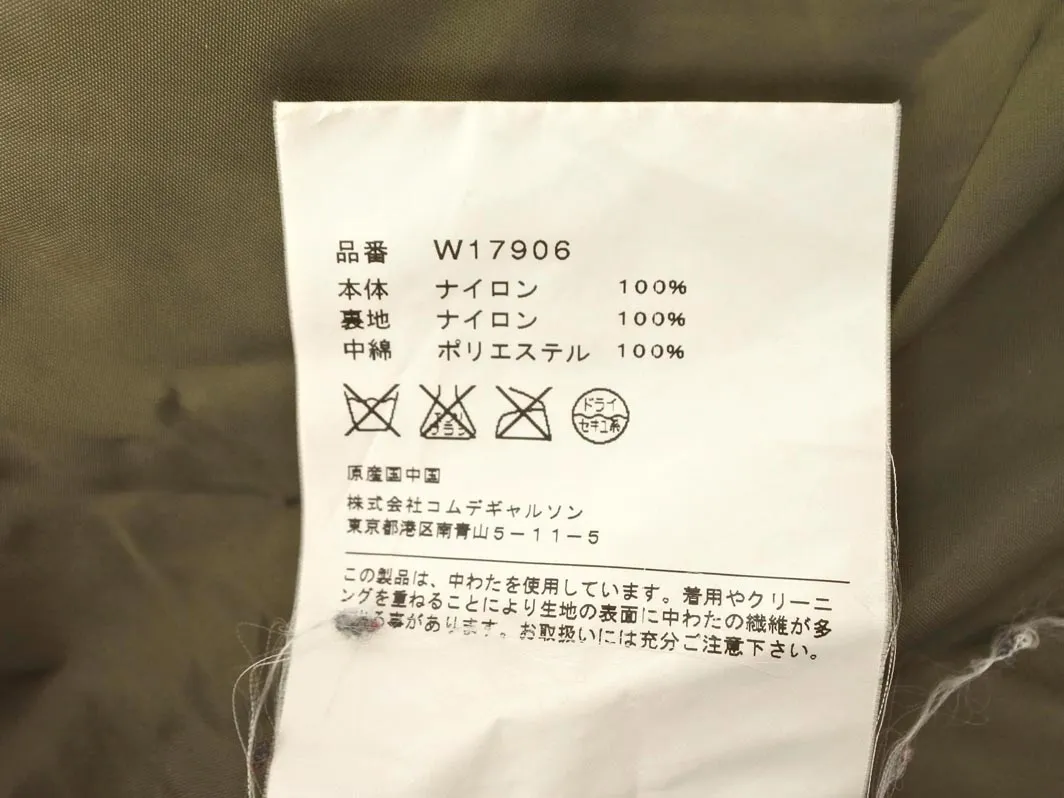 品番 W17906
本体 ナイロン 100%
裏地 ナイロン 100%
中綿 ポリエステル 100%
ドライ
セキユ系
原産国中国
株式会社コムデギャルソン
東京都港区南青山5-11-5
この製品は、中わたを使用しています。着用やクリーニ
ングを重ねることにより生地の表面に中わたの繊維が多
る事があります。お取扱いには充分ご注意下さい。